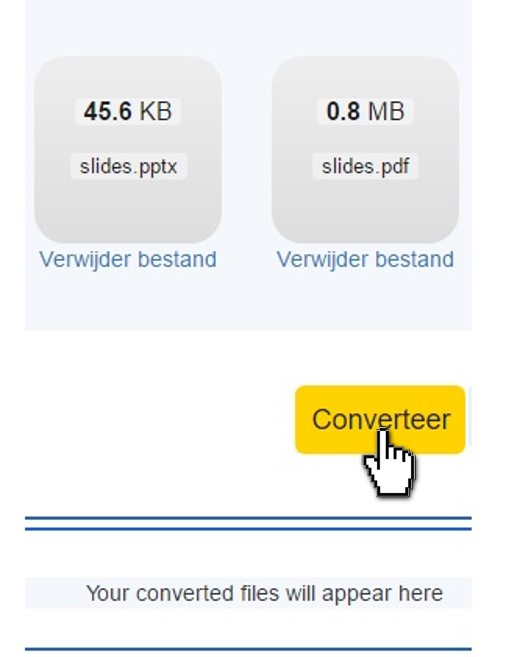 45.6 KB
slides.pptx
Verwijder bestand
0.8 MB
slides.pdf
Verwijder bestand
Converteer
Your converted files will appear here